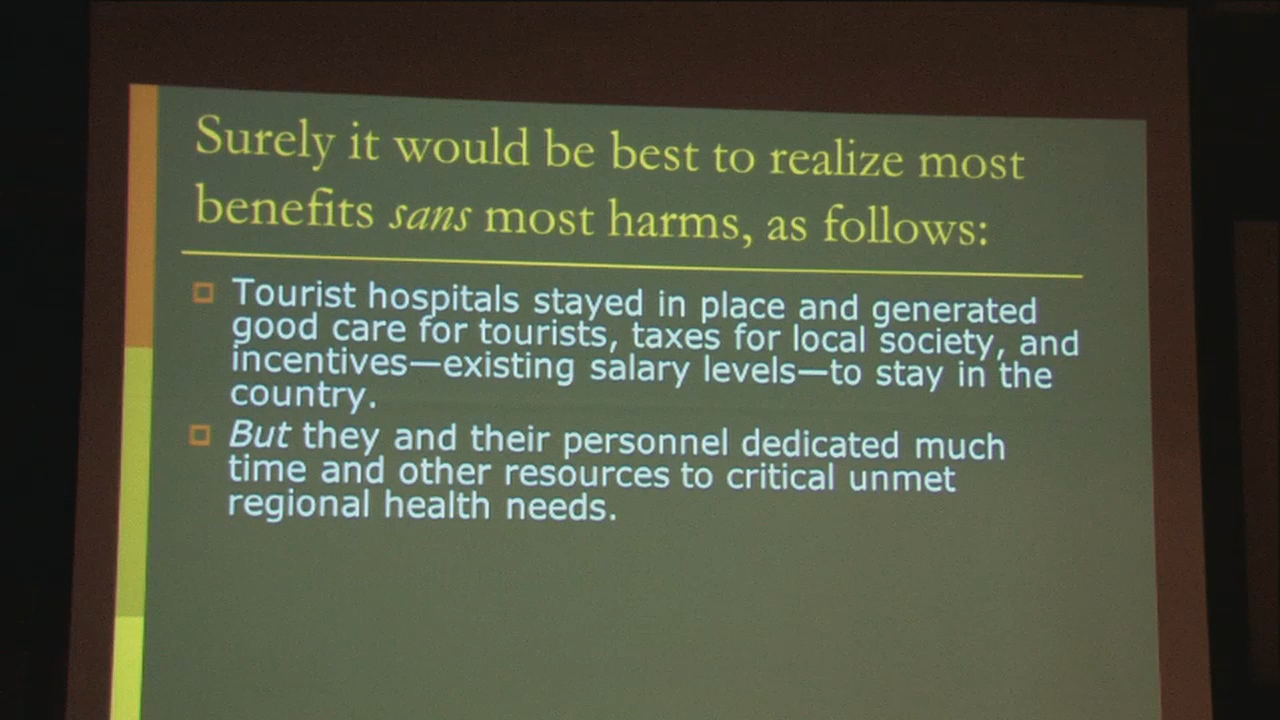 Surely it would be best to realize most
benefits sans most harms, as follows:
Tourist hospitals stayed in place and generated
good care for tourists, taxes for local society, and
incentives—existing salary levels—to stay in the
country.
But they and their personnel dedicated much
time and other resources to critical unmet
regional health needs.